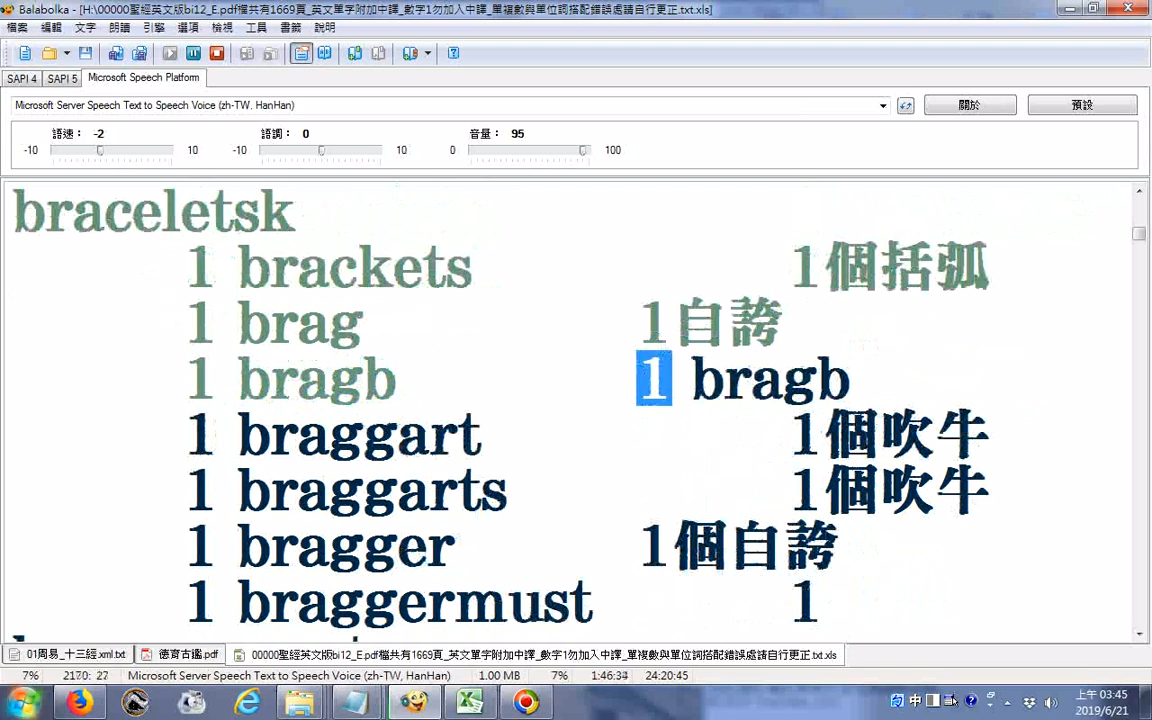 Balabolka - [H:\00000聖經英文版bi12_E.pdf檔共有1669頁_英文單字附加中譯_數字1勿加入中譯_單複數與單位詞搭配錯誤處請自行更正.txt.xls]
檔案 編輯 文字 朗讀 引擎 選項 檢視 工具 書籤 說明
SAPI 4 SAPI 5 Microsoft Speech Platform
Microsoft Server Speech Text to Speech Voice (zh-TW, HanHan) 關於 預設
語速： -2 語調： 0 音量： 95
-10 10 -10 10 0 100
braceletsk
1 brackets 1個括弧
1 brag 1自誇
1 bragb 1 bragb
1 braggart 1個吹牛
1 braggarts 1個吹牛
1 bragger 1個自誇
1 braggermust 1
01周易_十三經.xml.txt 德育古鑑.pdf 00000聖經英文版bi12_E.pdf檔共有1669頁_英文單字附加中譯_數字1勿加入中譯_單複數與單位詞搭配錯誤處請自行更正.txt.xls
7% 2170: 27 Microsoft Server Speech Text to Speech Voice (zh-TW, HanHan) 1.00 MB 7% 1:46:34 24:20:45
中 上午 03:45
2019/6/21